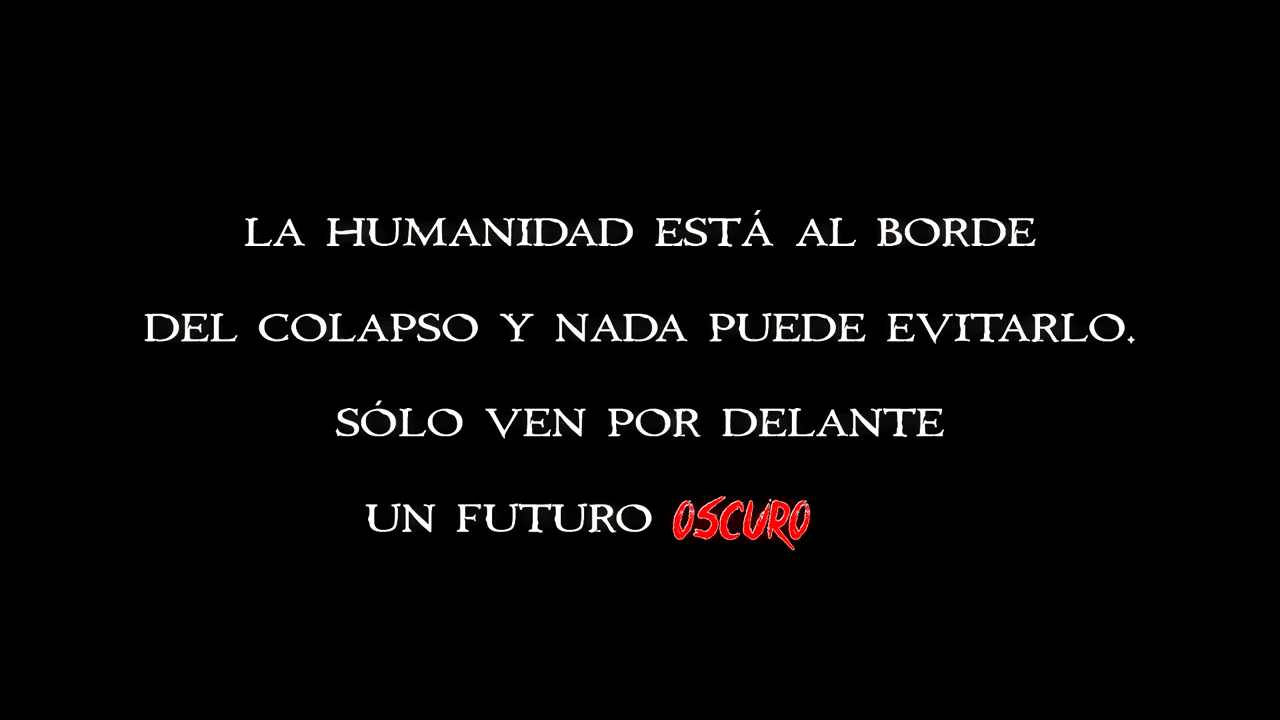 LA HUMANIDAD ESTÁ AL BORDE
DEL COLAPSO Y NADA PUEDE EVITARLO.
SÓLO VEN POR DELANTE
UN FUTURO OSCURO